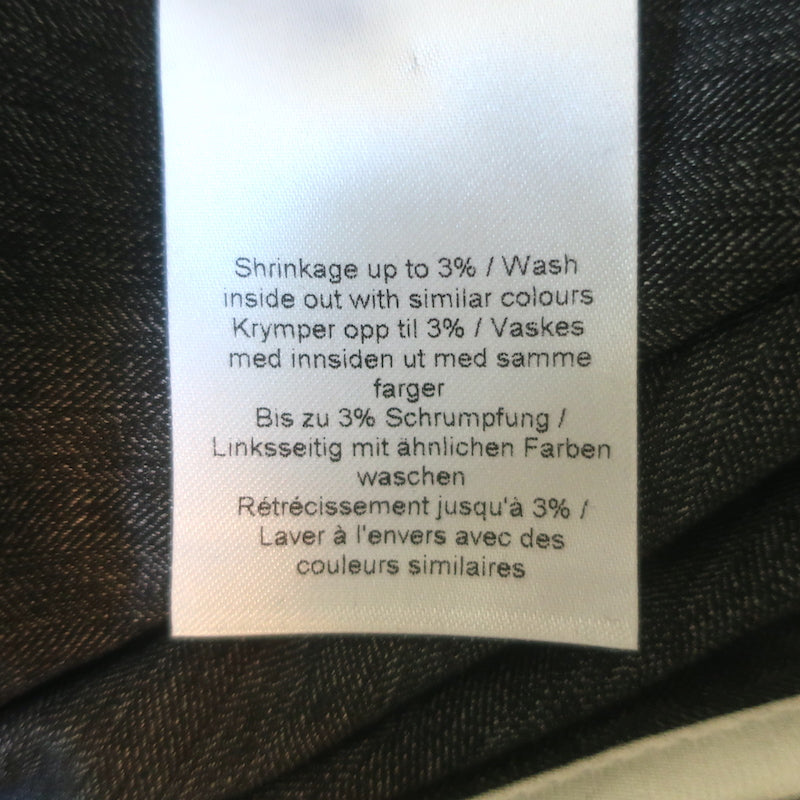 Shrinkage up to 3% / Wash
inside out with similar colours
Krymper opp til 3% / Vaskes
med innsiden ut med samme
farger
Bis zu 3% Schrumpfung /
Linksseitig mit ähnlichen Farben
waschen
Rétrécissement jusqu'à 3% /
Laver à l'envers avec des
couleurs similaires